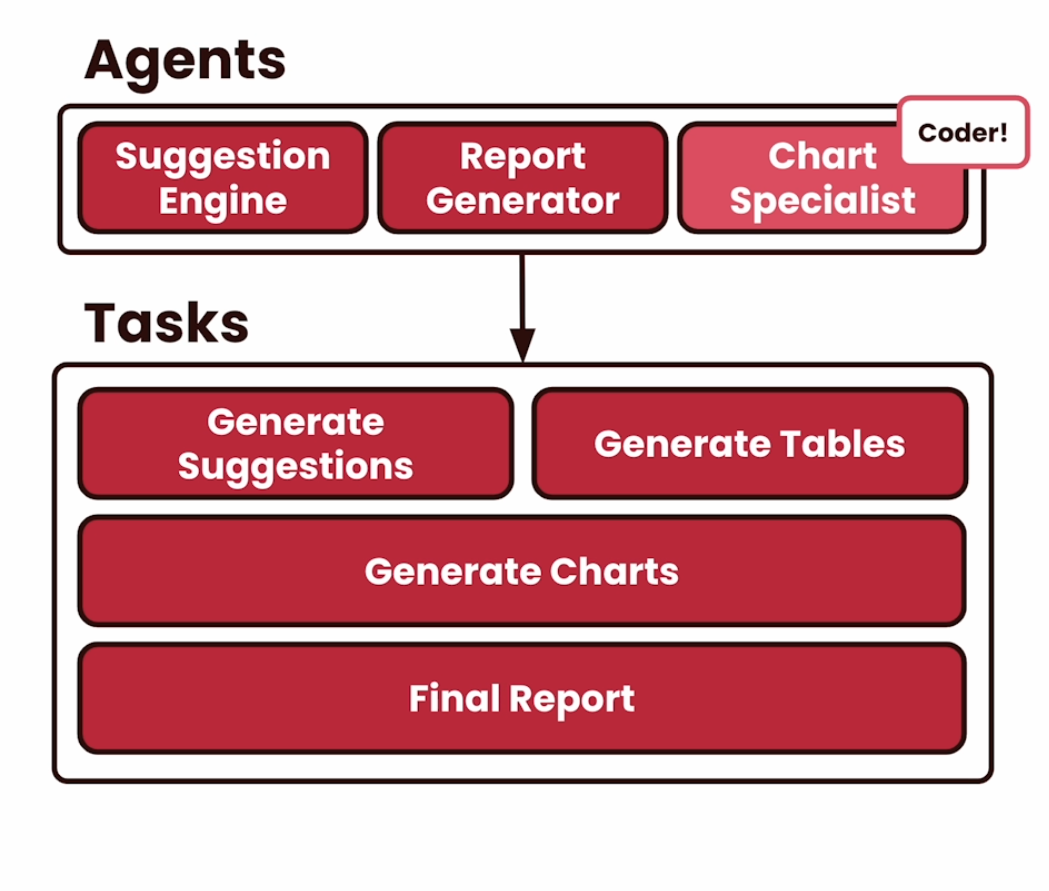 Agents
Suggestion
Engine
Report
Generator
Chart
Specialist
Coder!
Tasks
Generate
Suggestions
Generate Tables
Generate Charts
Final Report